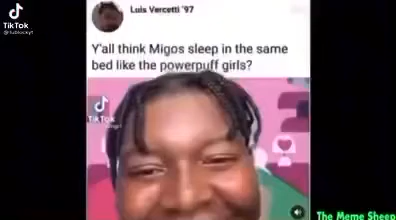 TikTok
Luis Vercetti '97
Y'all think Migos sleep in the same
bed like the powerpuff girls?
TikTok
The Meme Sheep